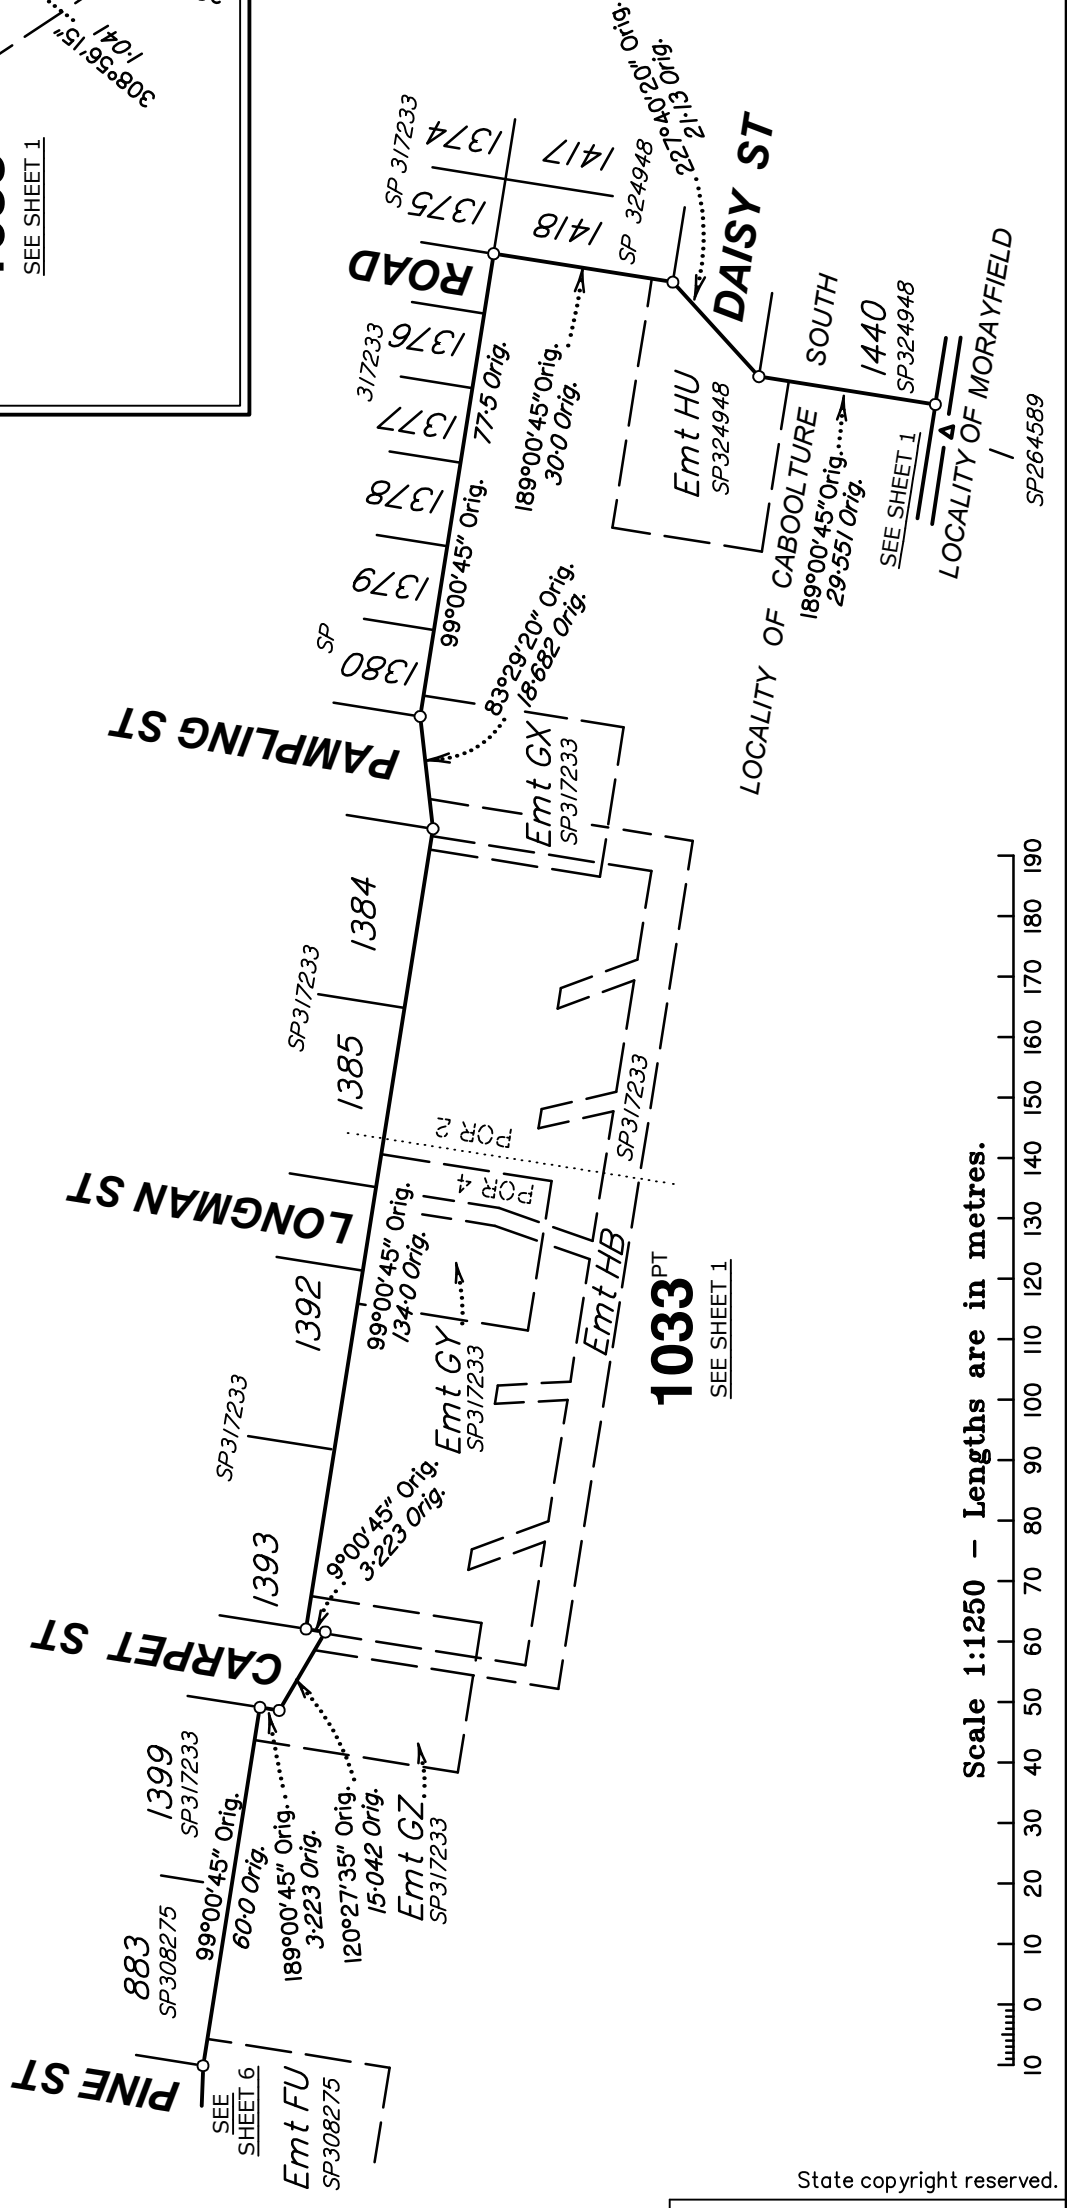 308°56'15"
1·041
SEE SHEET 1
PINE ST
SEE
SHEET 6
Emt FU
SP308275
883
SP308275
1399
SP317233
99°00'45" Orig.
60·0 Orig.
189°00'45" Orig.
3·223 Orig.
120°27'35" Orig.
15·042 Orig.
Emt GZ
SP317233
CARPET ST
1393
9°00'45" Orig.
3·223 Orig.
SP317233
1392
Emt GY
SP317233
99°00'45" Orig.
134·0 Orig.
LONGMAN ST
POR 4
POR 2
Emt HB
SP317233
1033 PT
SEE SHEET 1
1385
SP317233
1384
PAMPLING ST
Emt GX
SP317233
83°29'20" Orig.
18·682 Orig.
1380
SP
1379
1378
1377
1376
317233
99°00'45" Orig.
77·5 Orig.
ROAD
1375
1374
SP 317233
1418
1417
SP 324948
189°00'45" Orig.
30·0 Orig.
227°40'20" Orig.
21·13 Orig.
DAISY ST
Emt HU
SP324948
LOCALITY OF CABOOLTURE SOUTH
189°00'45" Orig.
29·551 Orig.
1440
SP324948
SEE SHEET 1
LOCALITY OF MORAYFIELD
1
SP264589
Scale 1:1250 – Lengths are in metres.
10 0 10 20 30 40 50 60 70 80 90 100 110 120 130 140 150 160 170 180 190
State copyright reserved.